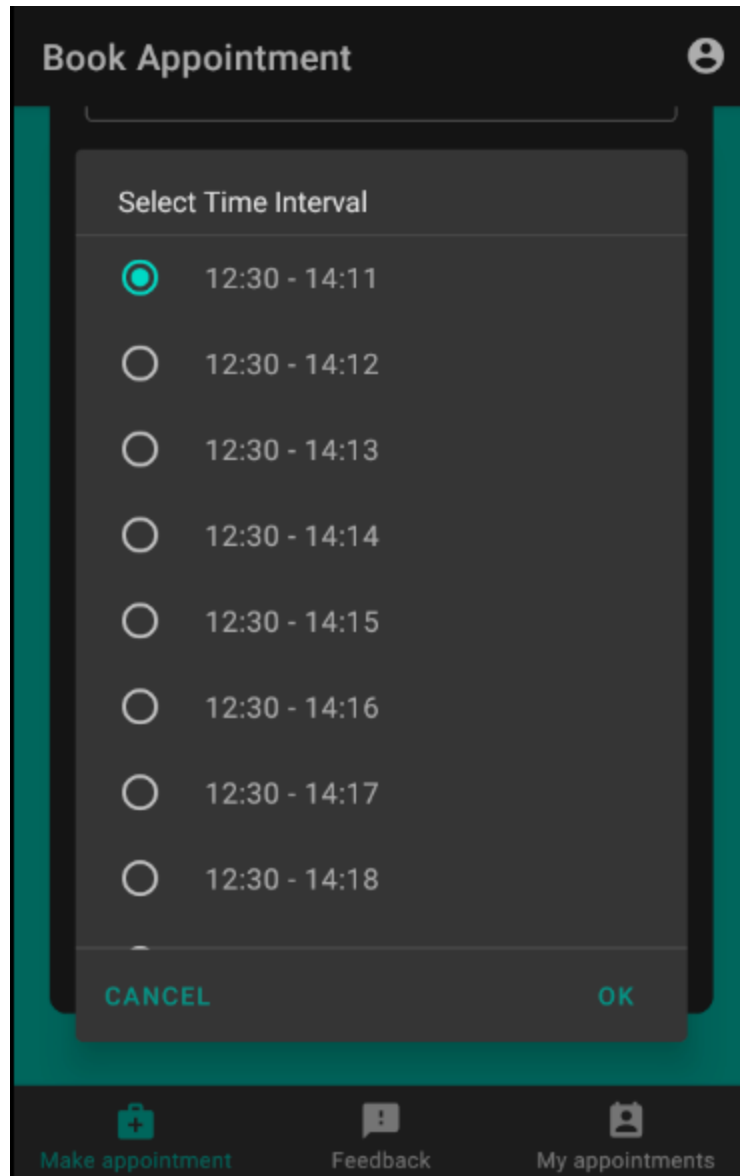 Book Appointment
Select Time Interval
12:30 - 14:11
12:30 - 14:12
12:30 - 14:13
12:30 - 14:14
12:30 - 14:15
12:30 - 14:16
12:30 - 14:17
12:30 - 14:18
CANCEL OK
Make appointment Feedback My appointments